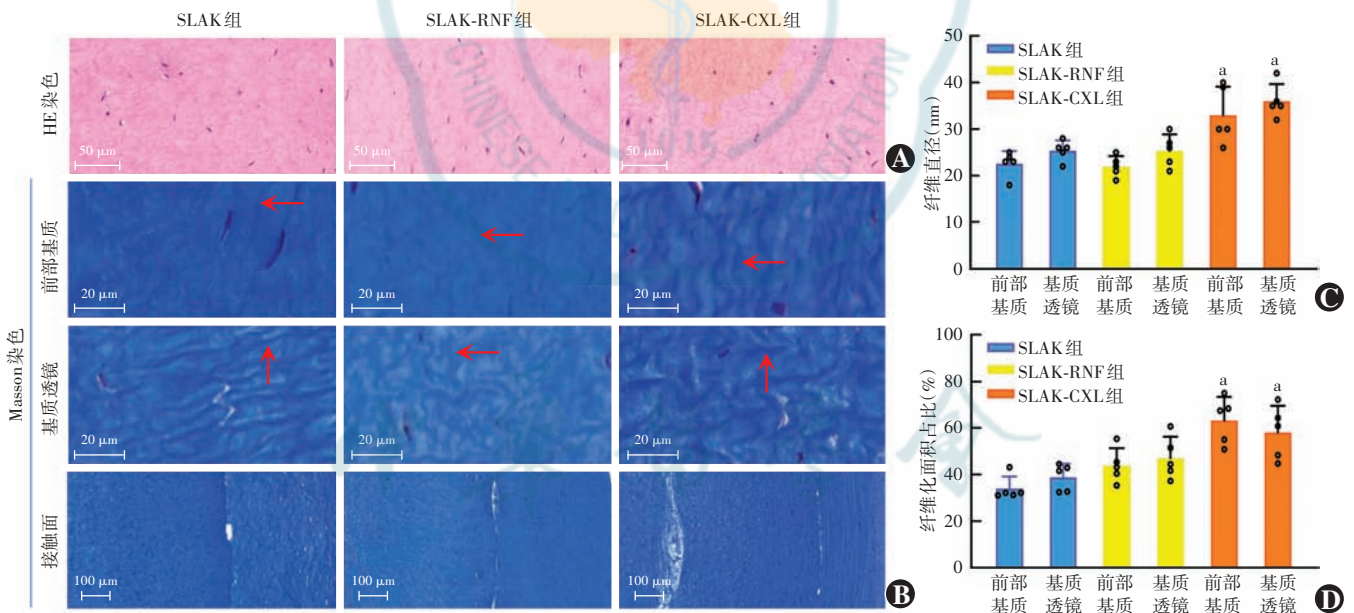 SLAK组
SLAK-RNF组
SLAK-CXL组
HE染色
50 μm
50 μm
50 μm
A
Masson染色
前部基质
20 μm
20 μm
20 μm
基质透镜
20 μm
20 μm
20 μm
接触面
100 μm
100 μm
100 μm
B
纤维直径(nm)
50
40
30
20
10
0
SLAK组
SLAK-RNF组
SLAK-CXL组
a
a
前部 基质 前部 基质 前部 基质
基质 透镜 基质 透镜 基质 透镜
C
纤维化面积占比(%)
100
80
60
40
20
0
SLAK组
SLAK-RNF组
SLAK-CXL组
a
a
前部 基质 前部 基质 前部 基质
基质 透镜 基质 透镜 基质 透镜
D
CHINESE
1915